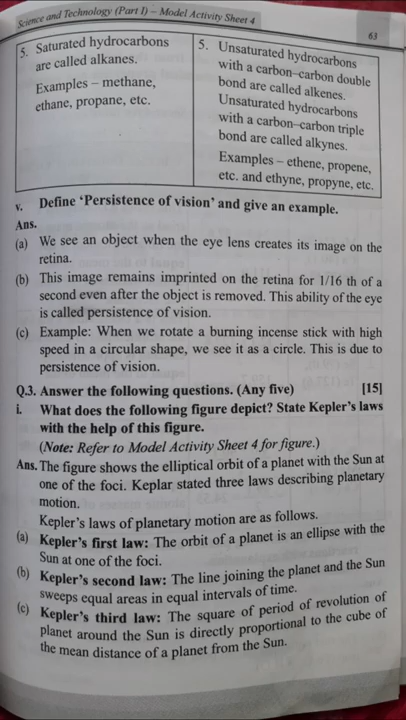 Science and Technology (Part I) – Model Activity Sheet 4
63
5. Saturated hydrocarbons
are called alkanes.
Examples – methane,
ethane, propane, etc.
5. Unsaturated hydrocarbons
with a carbon–carbon double
bond are called alkenes.
Unsaturated hydrocarbons
with a carbon–carbon triple
bond are called alkynes.
Examples – ethene, propene,
etc. and ethyne, propyne, etc.
v. Define ‘Persistence of vision’ and give an example.
Ans.
(a) We see an object when the eye lens creates its image on the
retina.
(b) This image remains imprinted on the retina for 1/16 th of a
second even after the object is removed. This ability of the eye
is called persistence of vision.
(c) Example: When we rotate a burning incense stick with high
speed in a circular shape, we see it as a circle. This is due to
persistence of vision.
Q.3. Answer the following questions. (Any five) [15]
i. What does the following figure depict? State Kepler’s laws
with the help of this figure.
(Note: Refer to Model Activity Sheet 4 for figure.)
Ans. The figure shows the elliptical orbit of a planet with the Sun at
one of the foci. Keplar stated three laws describing planetary
motion.
Kepler’s laws of planetary motion are as follows.
(a) Kepler’s first law: The orbit of a planet is an ellipse with the
Sun at one of the foci.
(b) Kepler’s second law: The line joining the planet and the Sun
sweeps equal areas in equal intervals of time.
(c) Kepler’s third law: The square of period of revolution of
planet around the Sun is directly proportional to the cube of
the mean distance of a planet from the Sun.